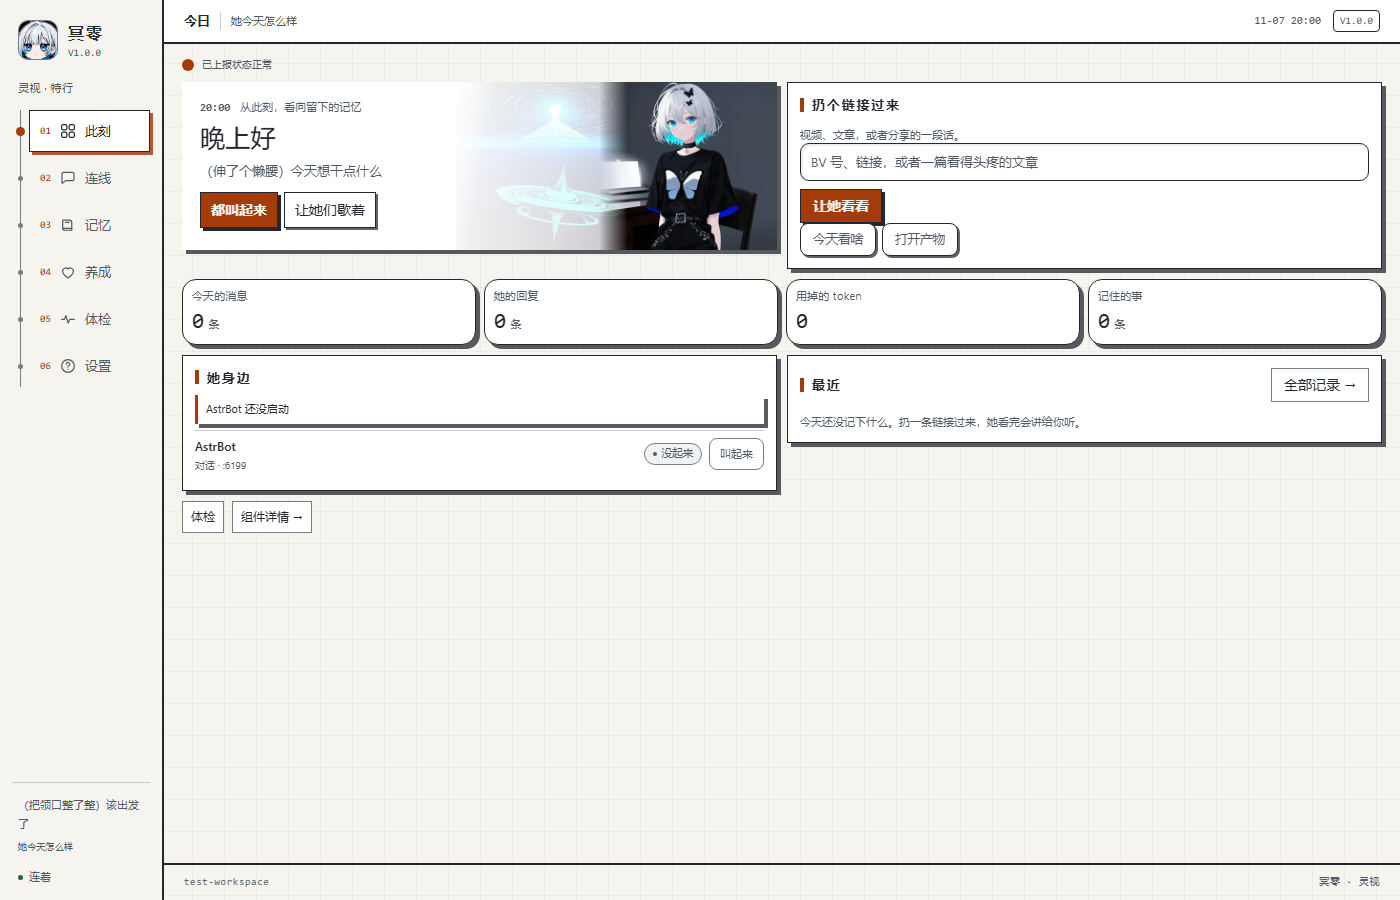 冥零
V1.0.0
灵视 · 特行
01 此刻
02 连线
03 记忆
04 养成
05 体检
06 设置
（把领口整了整）该出发
了
她今天怎么样
连着
今日 她今天怎么样
11-07 20:00 V1.0.0
已上报状态正常
20:00 从此刻，看向留下的记忆
晚上好
（伸了个懒腰）今天想干点什么
都叫起来 让她们歇着
扔个链接过来
视频、文章，或者分享的一段话。
BV 号、链接，或者一篇看得头疼的文章
让她看看
今天看啥 打开产物
今天的消息
0 条
她的回复
0 条
用掉的 token
0
记住的事
0 条
她身边
AstrBot 还没启动
AstrBot
对话 · :6199
没起来 叫起来
体检 组件详情 →
最近
全部记录 →
今天还没记下什么。扔一条链接过来，她看完会讲给你听。
test-workspace
冥零 · 灵视